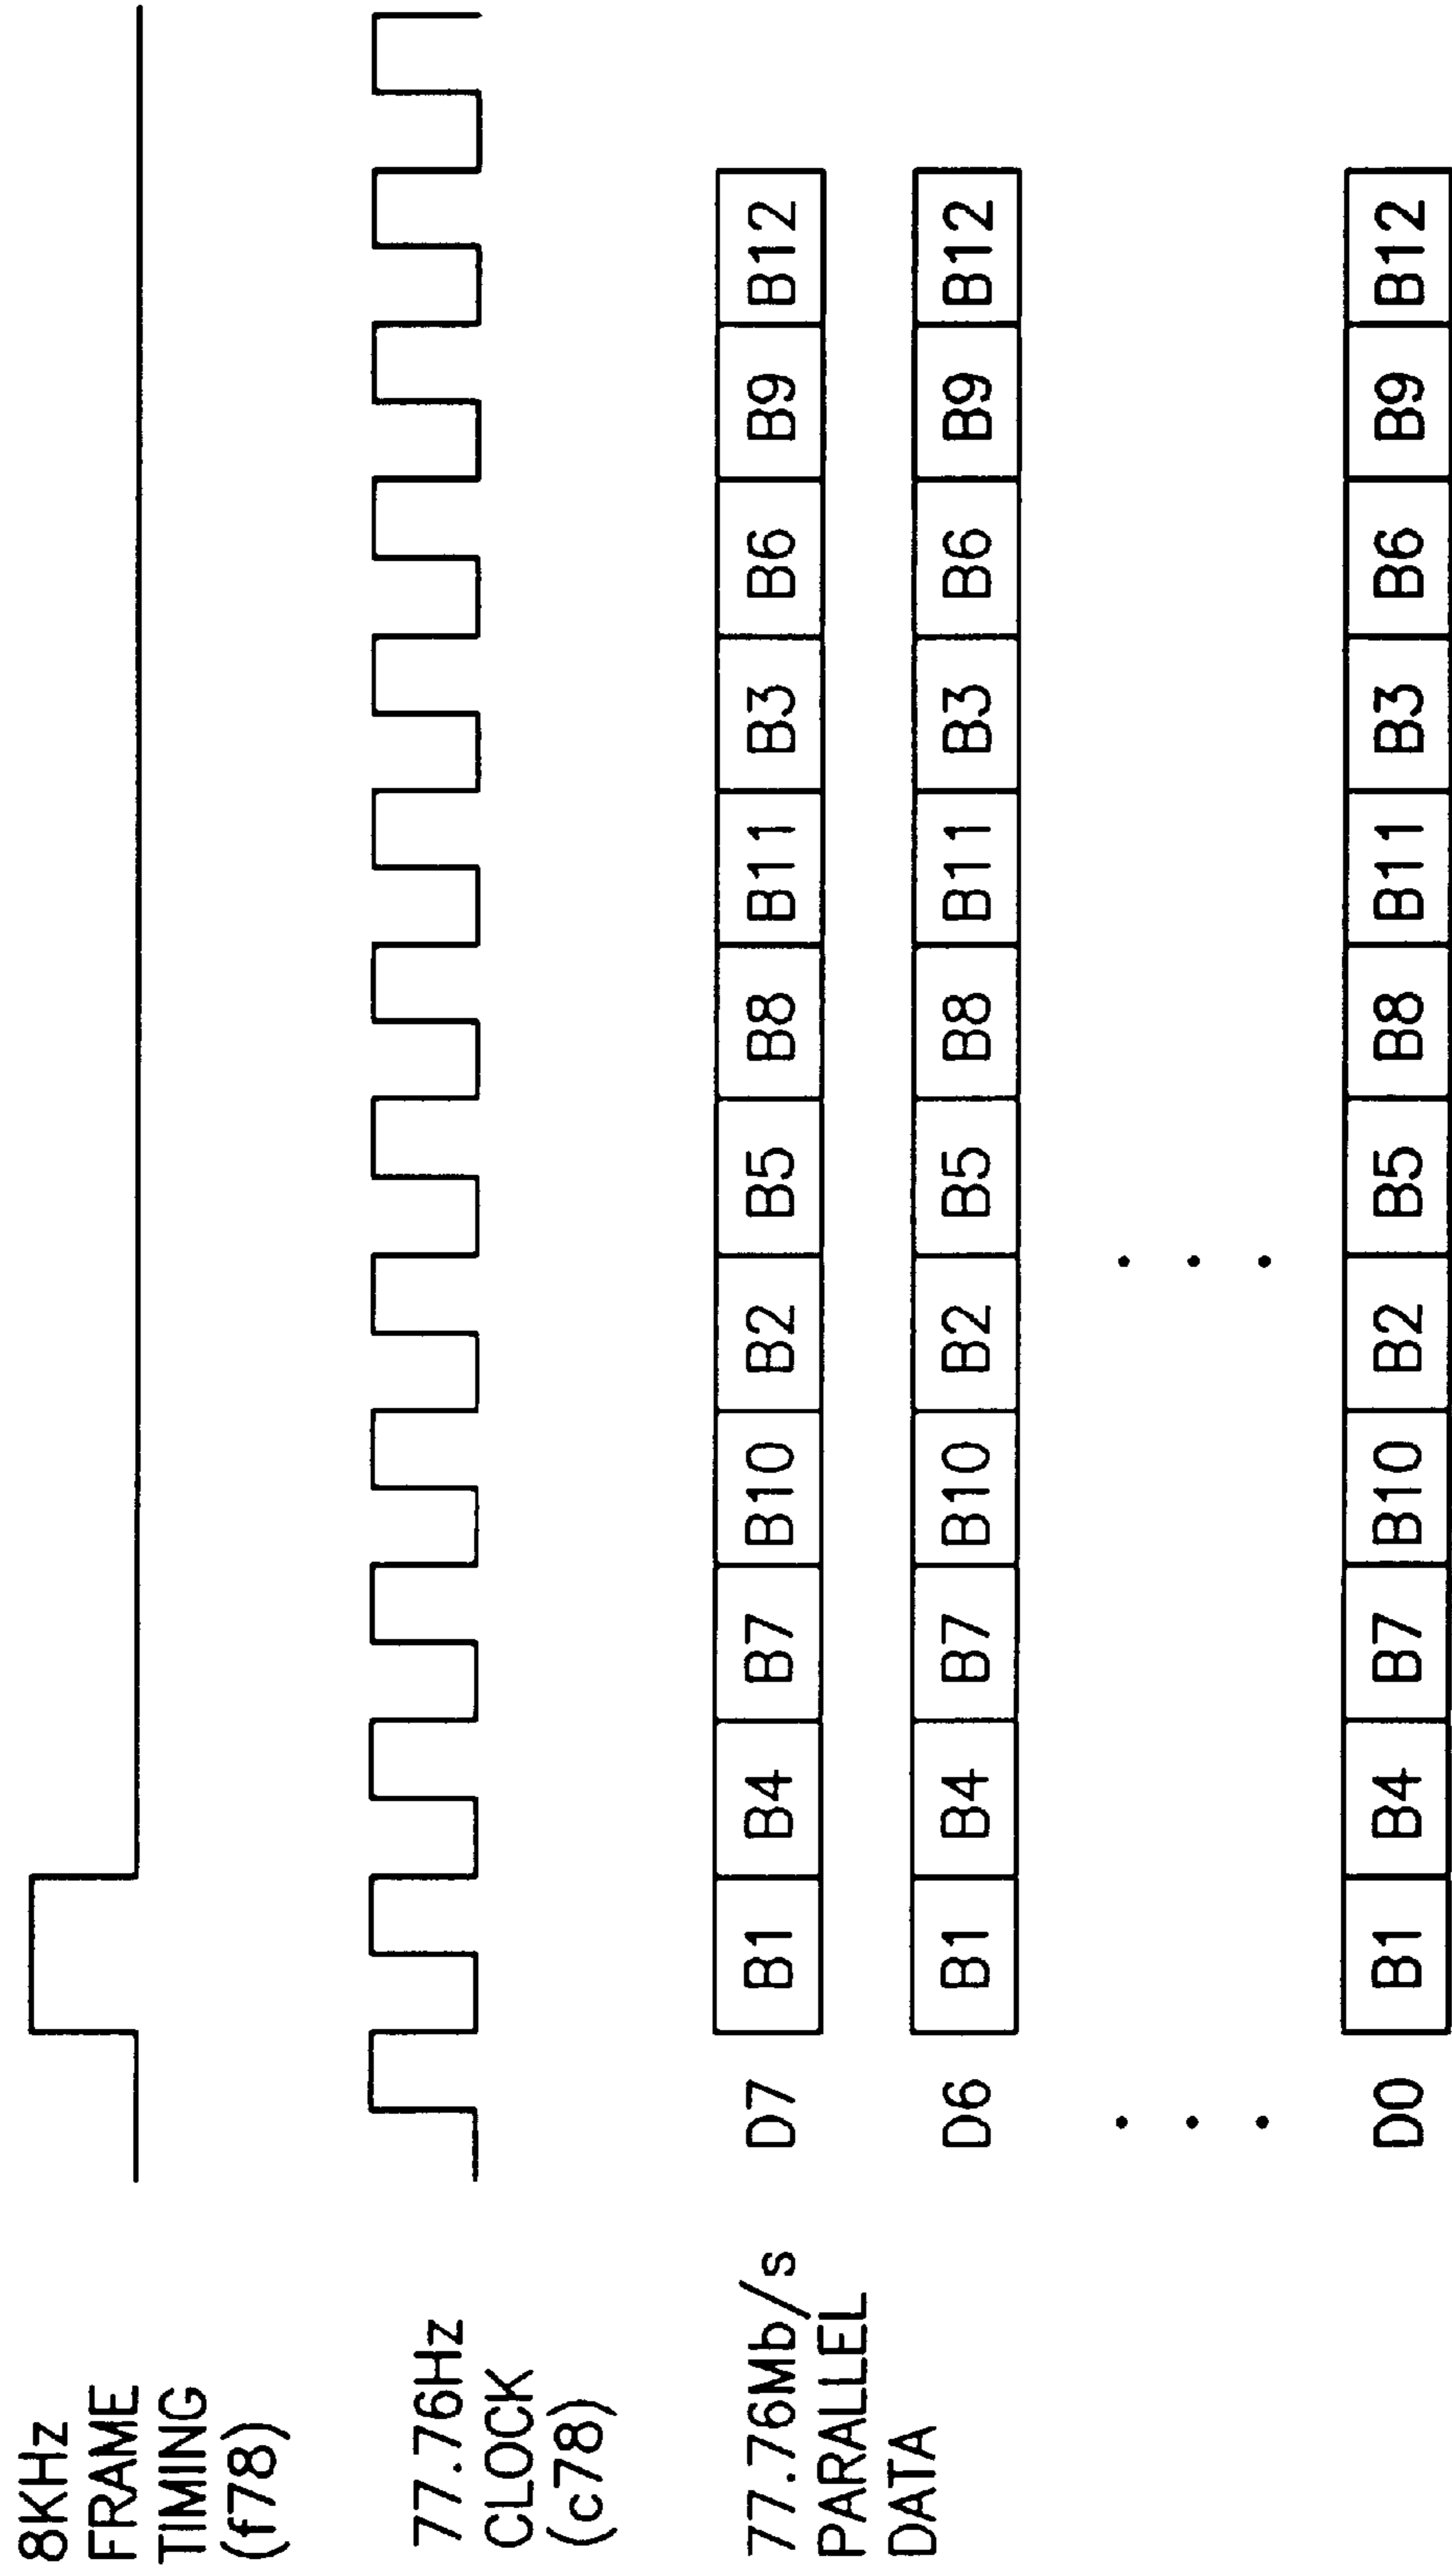 8KHz
FRAME
TIMING
(f78)
77.76Hz
CLOCK
(c78)
77.76Mb/s
PARALLEL
DATA
D7 B1 B4 B7 B10 B2 B5 B8 B11 B3 B6 B9 B12
D6 B1 B4 B7 B10 B2 B5 B8 B11 B3 B6 B9 B12
D0 B1 B4 B7 B10 B2 B5 B8 B11 B3 B6 B9 B12